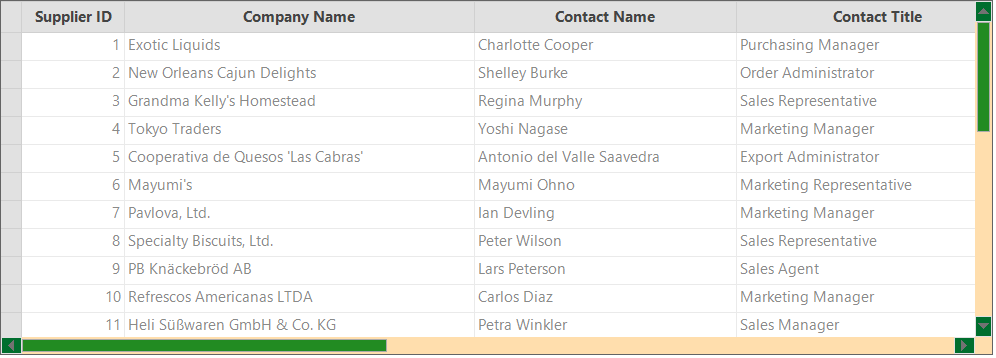 Supplier ID Company Name Contact Name Contact Title
1 Exotic Liquids Charlotte Cooper Purchasing Manager
2 New Orleans Cajun Delights Shelley Burke Order Administrator
3 Grandma Kelly's Homestead Regina Murphy Sales Representative
4 Tokyo Traders Yoshi Nagase Marketing Manager
5 Cooperativa de Quesos 'Las Cabras' Antonio del Valle Saavedra Export Administrator
6 Mayumi's Mayumi Ohno Marketing Representative
7 Pavlova, Ltd. Ian Devling Marketing Manager
8 Specialty Biscuits, Ltd. Peter Wilson Sales Representative
9 PB Knäckebröd AB Lars Peterson Sales Agent
10 Refrescos Americanas LTDA Carlos Diaz Marketing Manager
11 Heli Süßwaren GmbH & Co. KG Petra Winkler Sales Manager